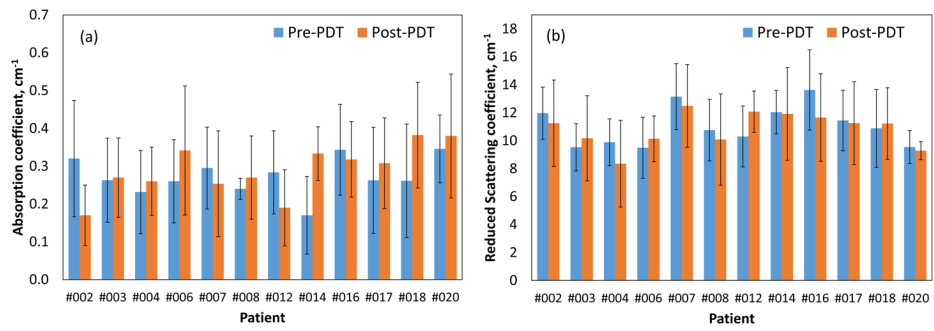 (a)
Pre-PDT Post-PDT
Absorption coefficient, cm-1
0.7
0.6
0.5
0.4
0.3
0.2
0.1
0.0
#002 #003 #004 #006 #007 #008 #012 #014 #016 #017 #018 #020
Patient
(b)
Pre-PDT Post-PDT
Reduced Scattering coefficient, cm-1
18
16
14
12
10
8
6
4
2
0
#002 #003 #004 #006 #007 #008 #012 #014 #016 #017 #018 #020
Patient